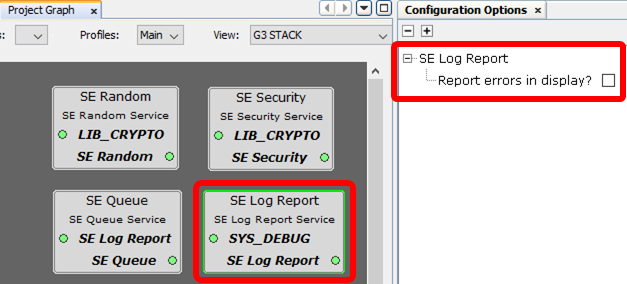 Project Graph x
Configuration Options x
s:
Profiles: Main
View: G3 STACK
SE Log Report
Report errors in display?
SE Random
SE Random Service
LIB_CRYPTO
SE Random
SE Security
SE Security Service
LIB_CRYPTO
SE Security
SE Queue
SE Queue Service
SE Log Report
SE Queue
SE Log Report
SE Log Report Service
SYS_DEBUG
SE Log Report